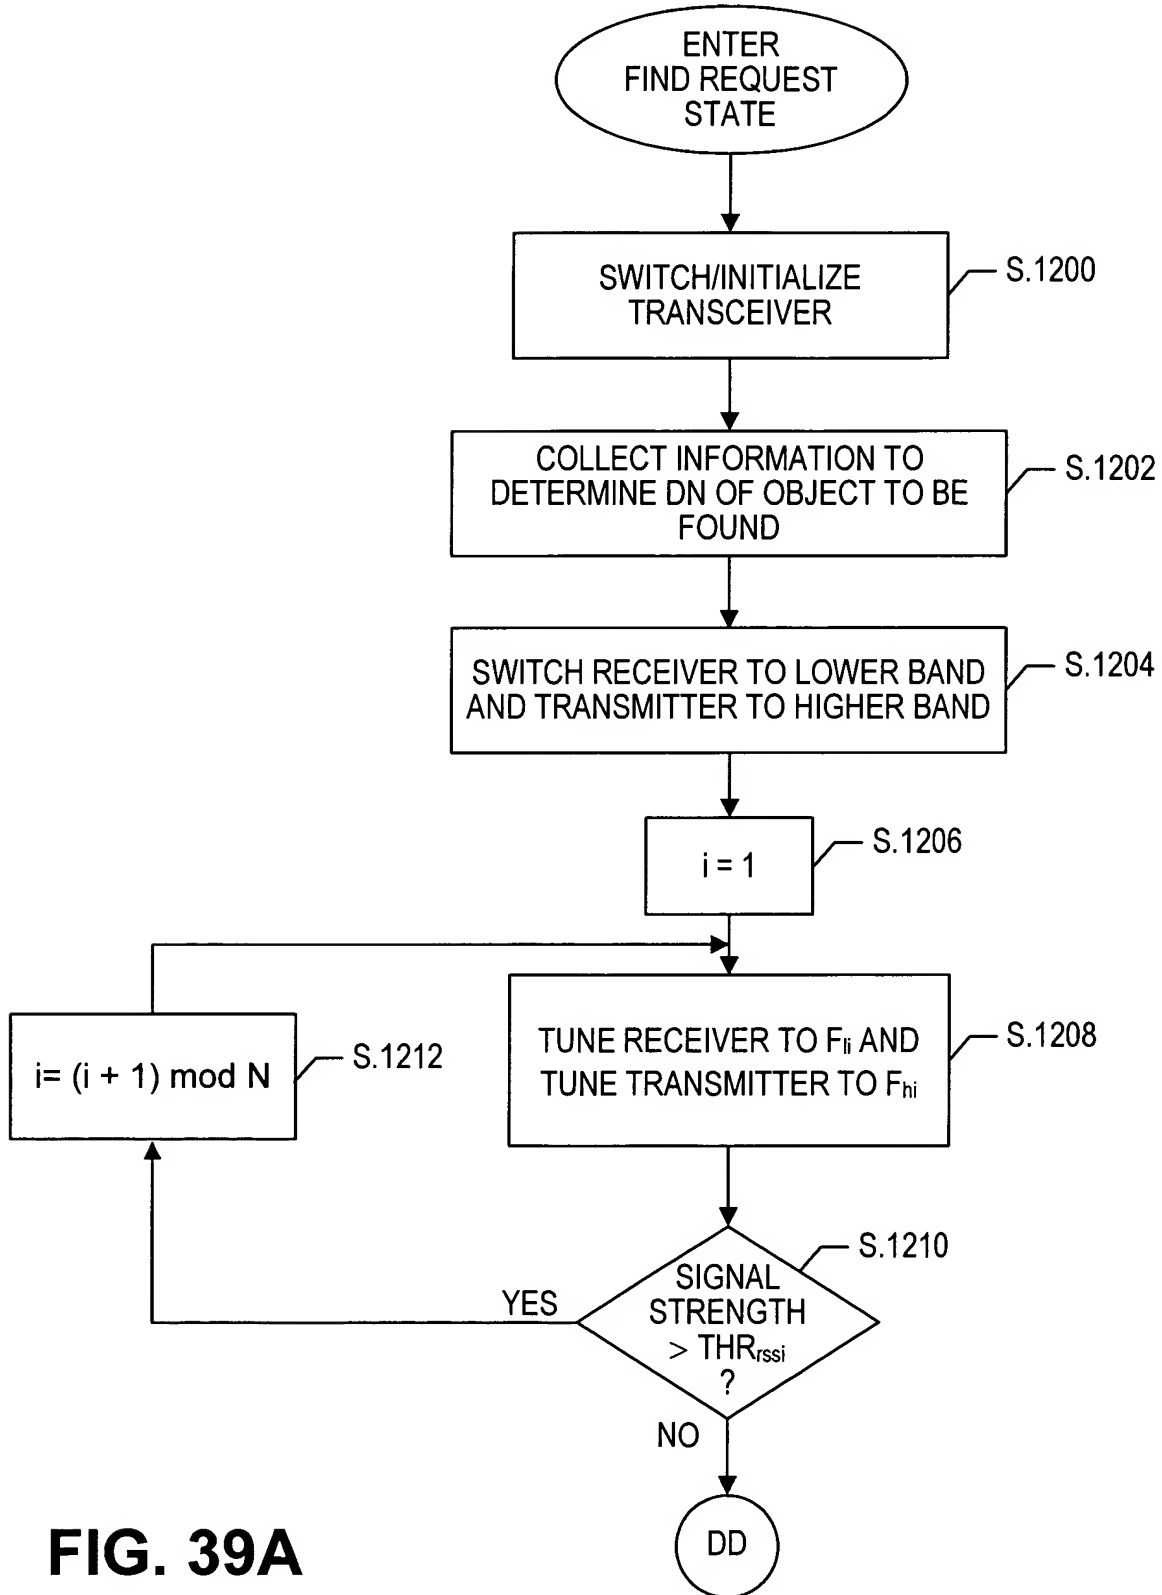 ENTER
FIND REQUEST
STATE
SWITCH/INITIALIZE
TRANSCEIVER
S.1200
COLLECT INFORMATION TO
DETERMINE DN OF OBJECT TO BE
FOUND
S.1202
SWITCH RECEIVER TO LOWER BAND
AND TRANSMITTER TO HIGHER BAND
S.1204
i = 1
S.1206
TUNE RECEIVER TO Fli AND
TUNE TRANSMITTER TO Fhi
S.1208
i= (i + 1) mod N
S.1212
SIGNAL
STRENGTH
> THRrssi
?
S.1210
YES
NO
DD
FIG. 39A